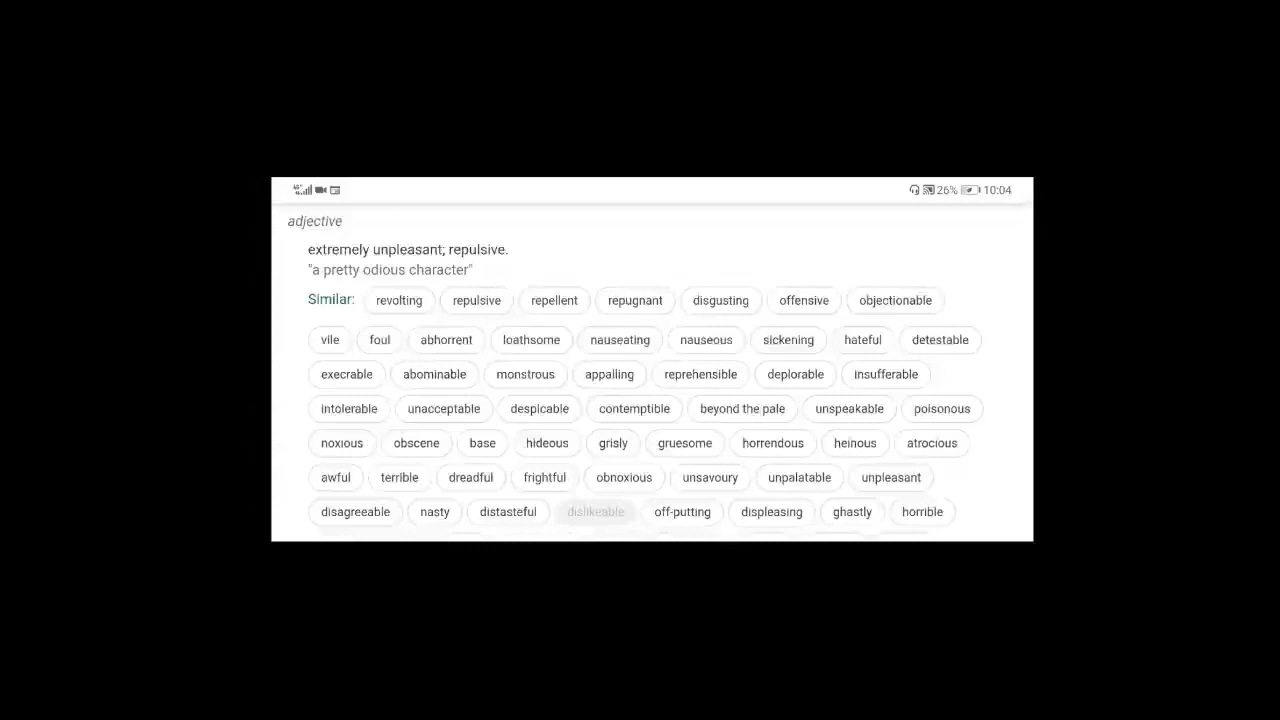 26% 10:04
adjective
extremely unpleasant; repulsive.
"a pretty odious character"
Similar: revolting repulsive repellent repugnant disgusting offensive objectionable
vile foul abhorrent loathsome nauseating nauseous sickening hateful detestable
execrable abominable monstrous appalling reprehensible deplorable insufferable
intolerable unacceptable despicable contemptible beyond the pale unspeakable poisonous
noxious obscene base hideous grisly gruesome horrendous heinous atrocious
awful terrible dreadful frightful obnoxious unsavoury unpalatable unpleasant
disagreeable nasty distasteful dislikeable off-putting displeasing ghastly horrible